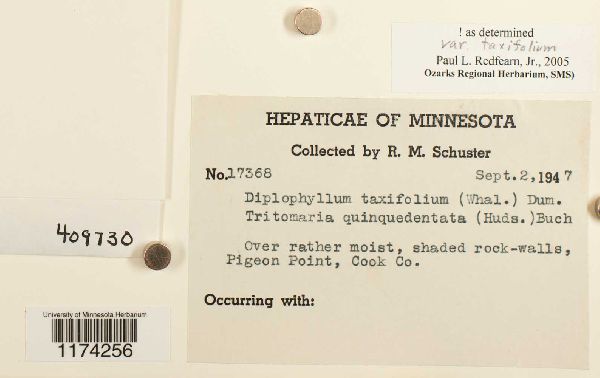 ! as determined
var. taxifolium
Paul L. Redfearn, Jr., 2005
Ozarks Regional Herbarium, SMS)
HEPATICAE OF MINNESOTA
Collected by R. M. Schuster
No. 17368 Sept. 2, 1947
Diplophyllum taxifolium (Whal.) Dum.
Tritomaria quinquedentata (Huds.) Buch
Over rather moist, shaded rock-walls,
Pigeon Point, Cook Co.
Occurring with:
409730
University of Minnesota Herbarium
1174256